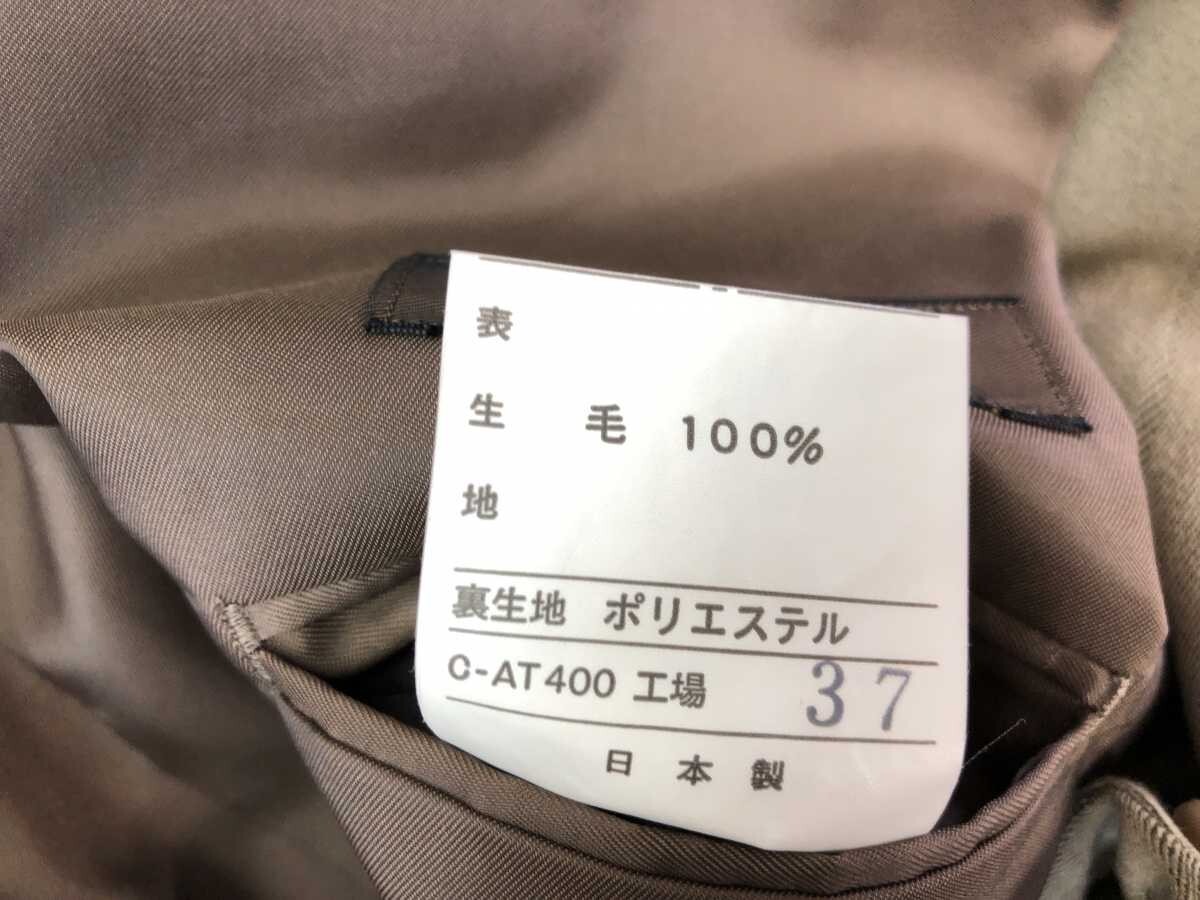 表
生 毛 100%
地
裏生地 ポリエステル
C-AT400 工場 37
日本製